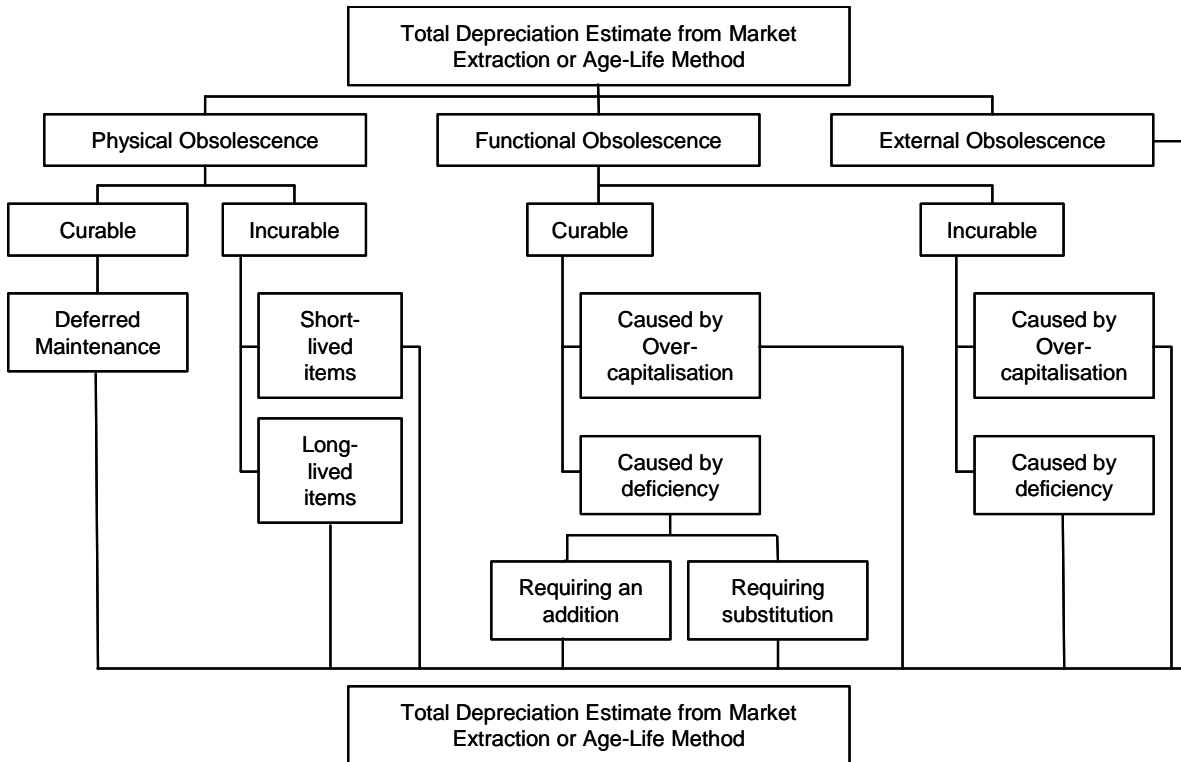 Total Depreciation Estimate from Market
Extraction or Age-Life Method
Physical Obsolescence
Functional Obsolescence
External Obsolescence
Curable
Incurable
Curable
Incurable
Deferred
Maintenance
Short-
lived
items
Caused by
Over-
capitalisation
Caused by
Over-
capitalisation
Long-
lived
items
Caused by
deficiency
Caused by
deficiency
Requiring an
addition
Requiring
substitution
Total Depreciation Estimate from Market
Extraction or Age-Life Method